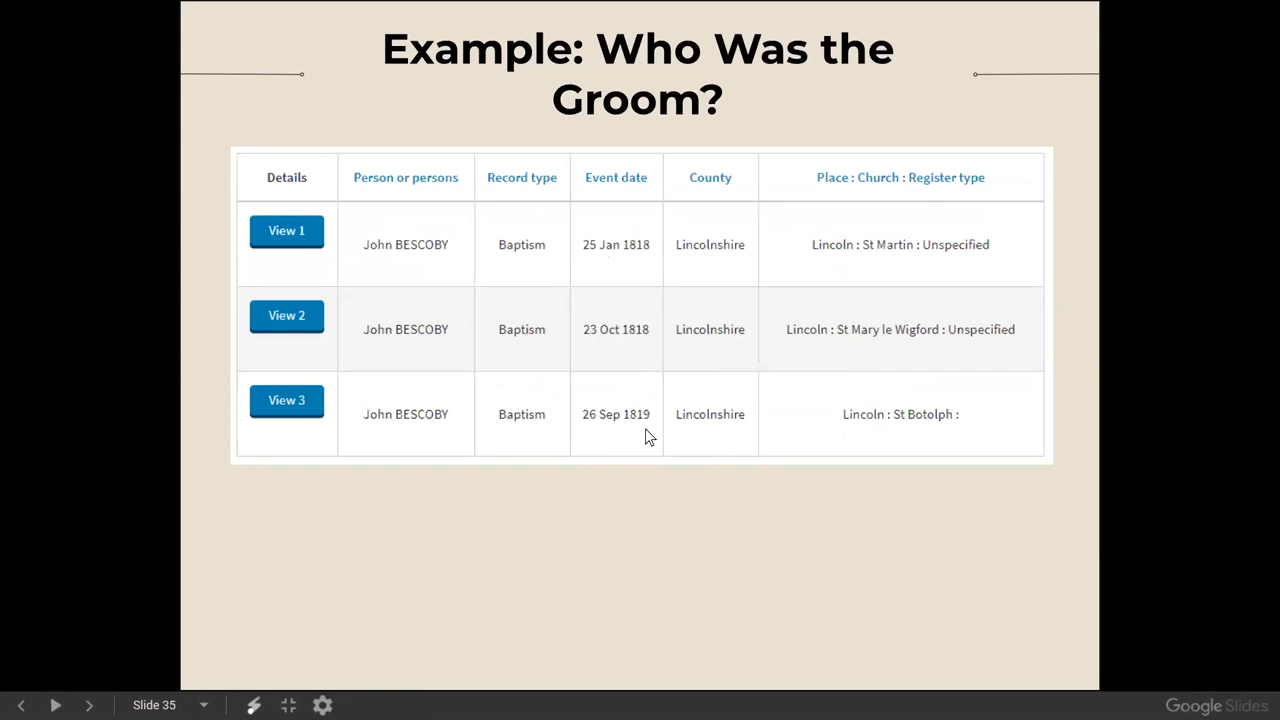 Example: Who Was the
Groom?
Details Person or persons Record type Event date County Place : Church : Register type
View 1 John BESCOBY Baptism 25 Jan 1818 Lincolnshire Lincoln : St Martin : Unspecified
View 2 John BESCOBY Baptism 23 Oct 1818 Lincolnshire Lincoln : St Mary le Wigford : Unspecified
View 3 John BESCOBY Baptism 26 Sep 1819 Lincolnshire Lincoln : St Botolph :
Slide 35
Google Slides